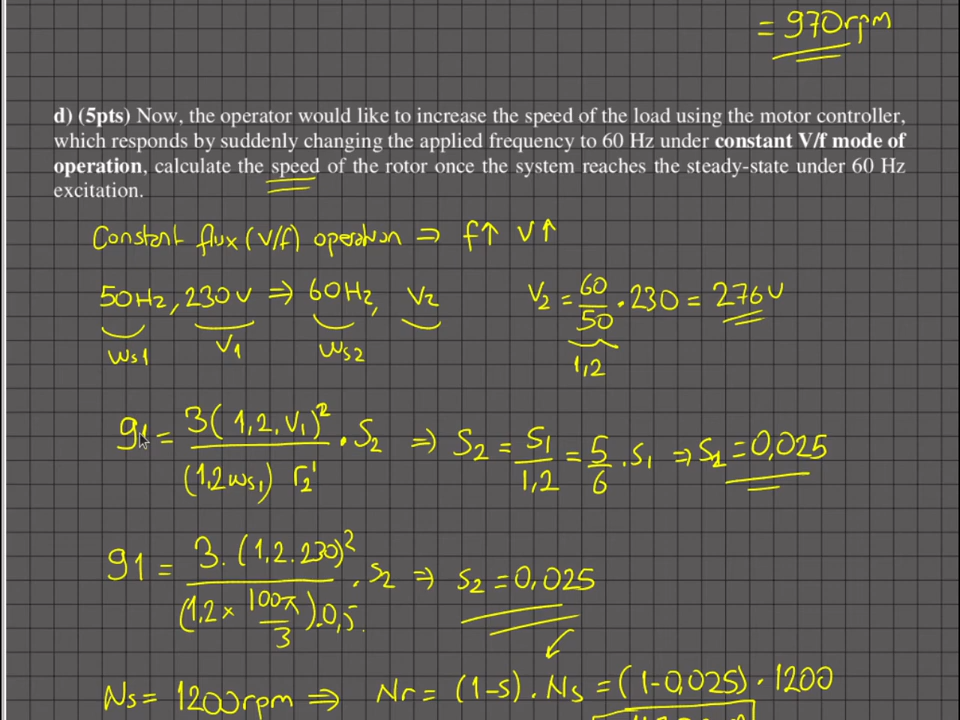 = 970rpm
d) (5pts) Now, the operator would like to increase the speed of the load using the motor controller,
which responds by suddenly changing the applied frequency to 60 Hz under constant V/f mode of
operation, calculate the speed of the rotor once the system reaches the steady-state under 60 Hz
excitation.
Constant flux (V/f) operation ⇒ f↑ V↑
50Hz, 230V ⇒ 60Hz, V2 V2 = 60/50 . 230 = 276V
ws1 V1 ws2 1,2
91 = 3(1,2.V1)² / (1,2ws1) r2' . S2 ⇒ S2 = S1/1,2 = 5/6 . S1 ⇒ S2 = 0,025
91 = 3.(1,2.230)² / (1,2 x 100π/3).0,5 . S2 ⇒ S2 = 0,025
Ns = 1200rpm ⇒ Nr = (1-s) . Ns = (1-0,025) . 1200